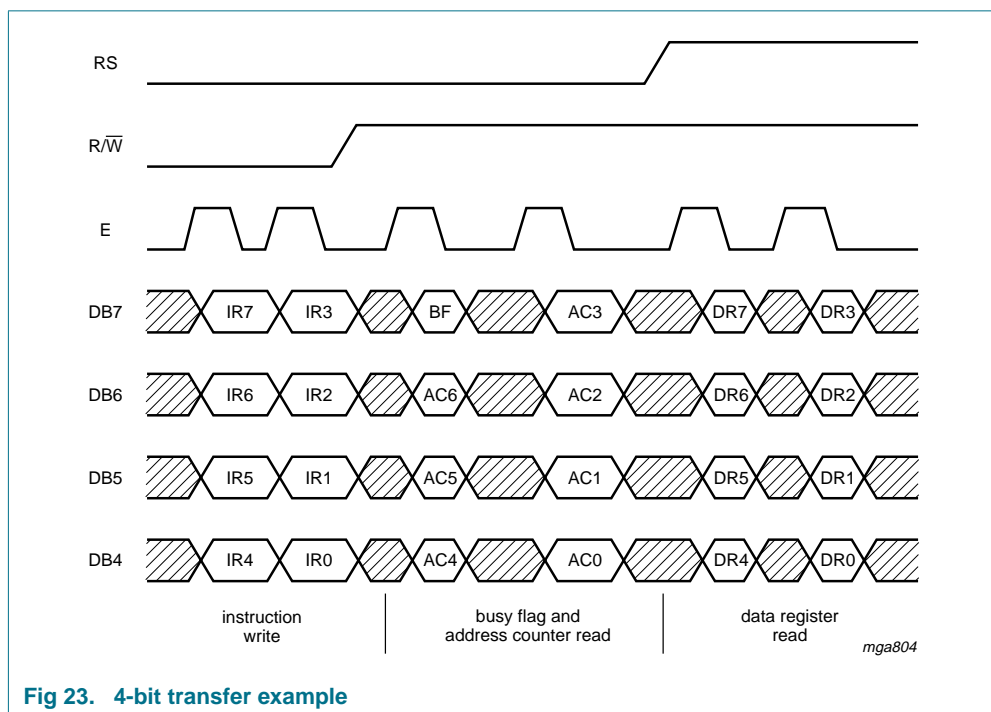 RS
R/W̅
E
DB7 IR7 IR3 BF AC3 DR7 DR3
DB6 IR6 IR2 AC6 AC2 DR6 DR2
DB5 IR5 IR1 AC5 AC1 DR5 DR1
DB4 IR4 IR0 AC4 AC0 DR4 DR0
instruction
write
busy flag and
address counter read
data register
read
mga804
Fig 23. 4-bit transfer example